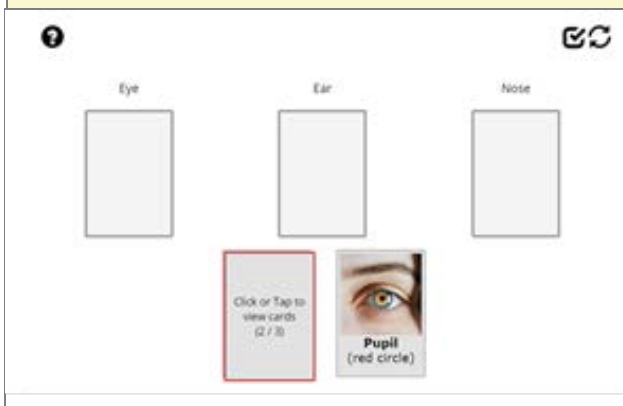 ?
Eye
Ear
Nose
Click or Tap to
view cards
(2 / 3)
Pupil
(red circle)